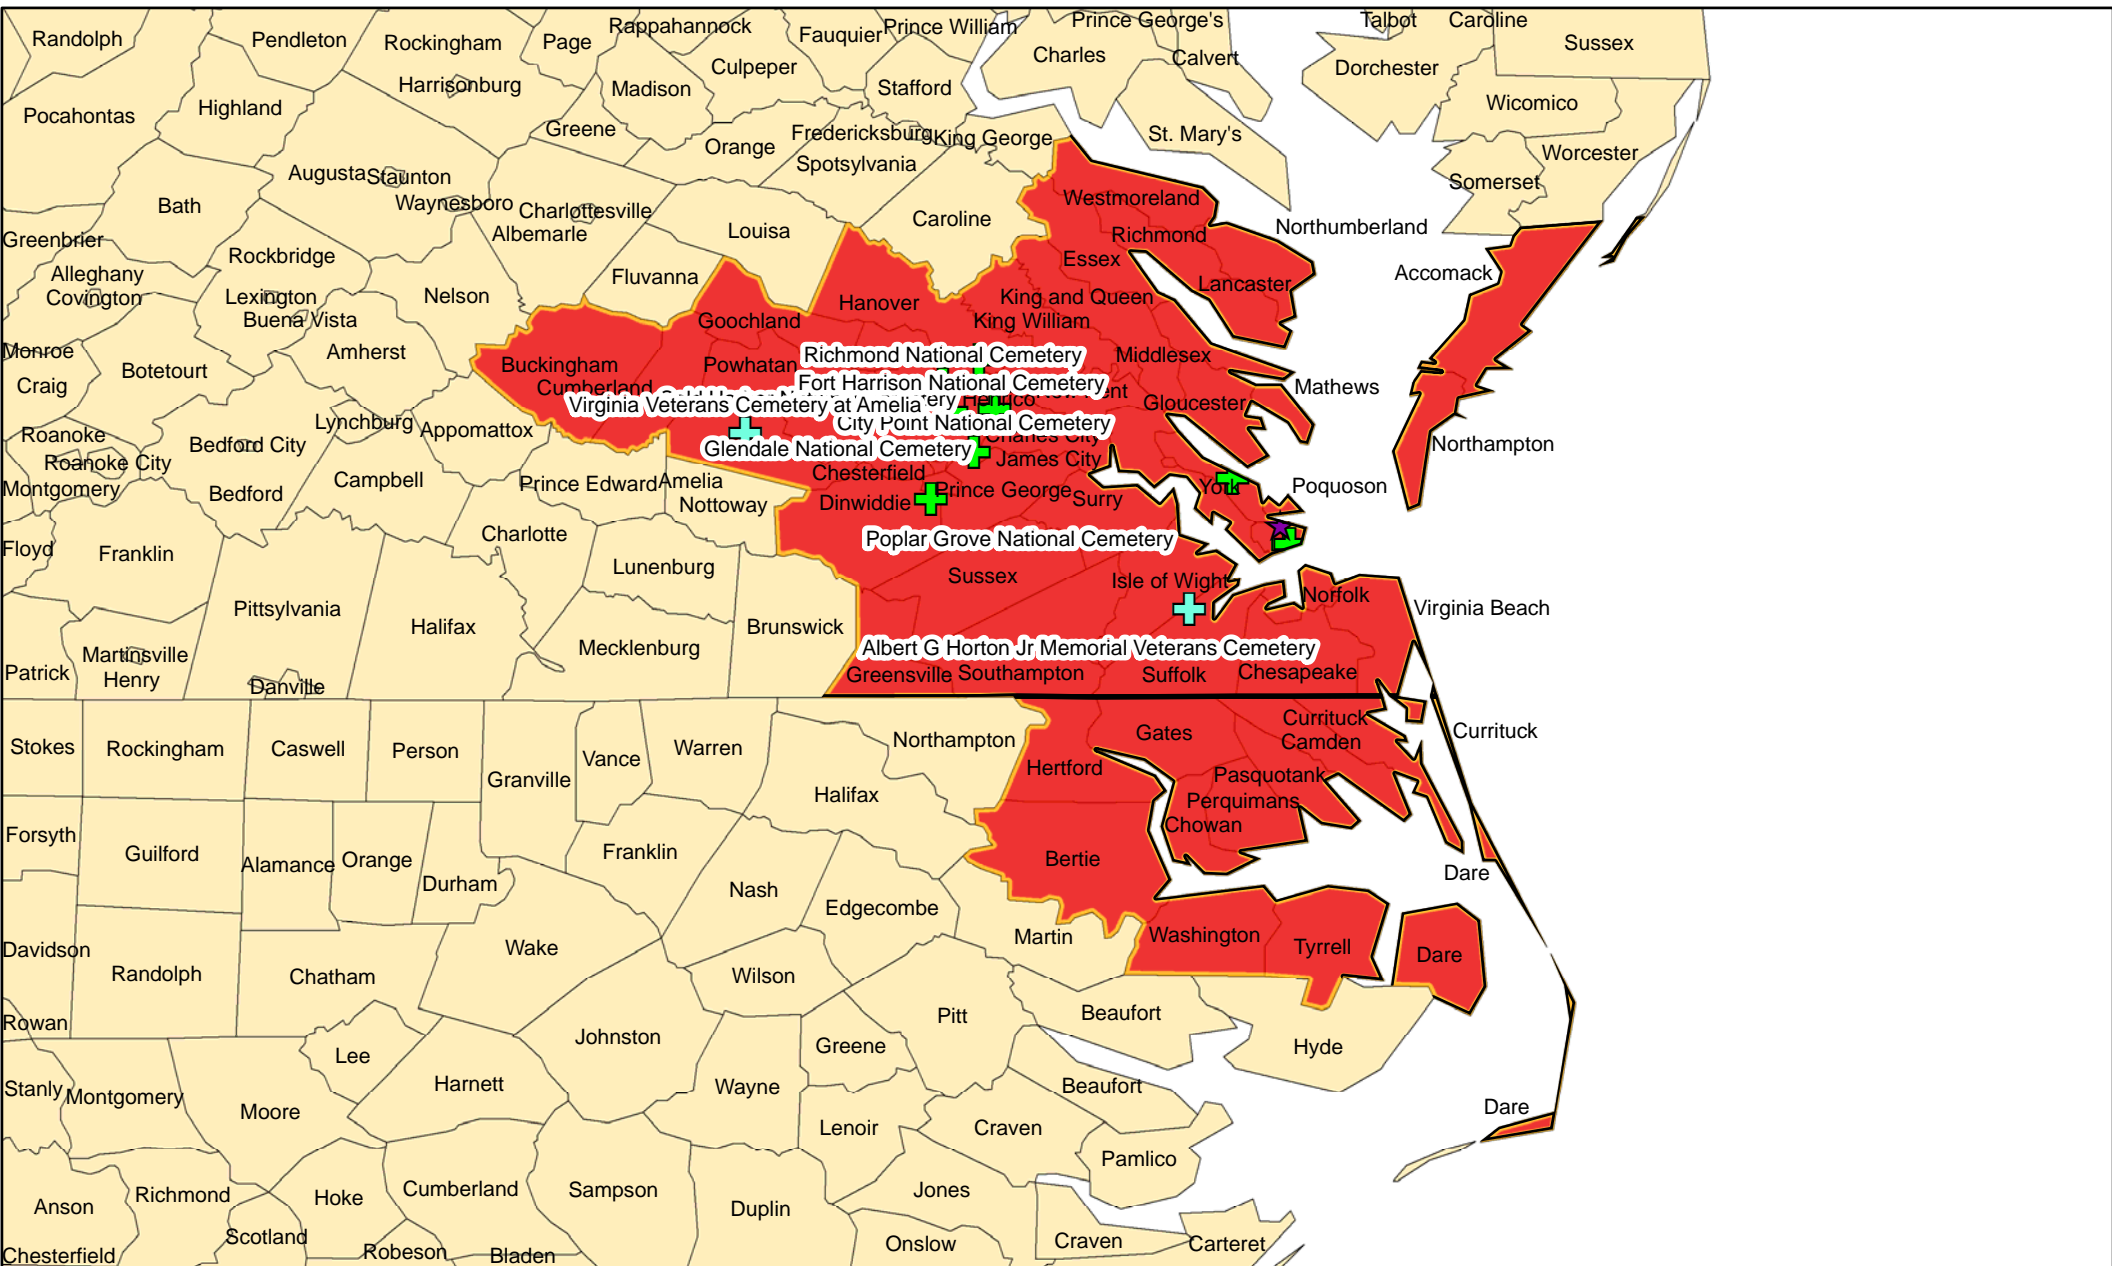 Randolph
Pendleton
Rockingham
Page
Rappahannock
Fauquier
Prince William
Prince George's
Talbot
Caroline
Sussex
Charles
Calvert
Dorchester
Harrisonburg
Madison
Culpeper
Stafford
Wicomico
Pocahontas
Highland
Greene
Orange
Fredericksburg
King George
St. Mary's
Spotsylvania
Worcester
Augusta
Staunton
Somerset
Bath
Waynesboro
Charlottesville
Westmoreland
Albemarle
Louisa
Caroline
Richmond
Northumberland
Greenbrier
Rockbridge
Alleghany
Fluvanna
Essex
Accomack
Covington
Lexington
Nelson
Hanover
King and Queen
Lancaster
Buena Vista
Goochland
King William
Monroe
Amherst
Richmond National Cemetery
Middlesex
Craig
Botetourt
Buckingham
Powhatan
Fort Harrison National Cemetery
Mathews
Cumberland
Henrico
Virginia Veterans Cemetery at Amelia
Gloucester
Lynchburg
Appomattox
City Point National Cemetery
Charles City
Roanoke
Bedford City
Glendale National Cemetery
Northampton
Roanoke City
James City
Chesterfield
Montgomery
Bedford
Campbell
Prince Edward
Amelia
Nottoway
Dinwiddie
Prince George
Surry
York
Poquoson
Floyd
Franklin
Charlotte
Poplar Grove National Cemetery
Lunenburg
Sussex
Isle of Wight
Norfolk
Virginia Beach
Pittsylvania
Halifax
Brunswick
Mecklenburg
Albert G Horton Jr Memorial Veterans Cemetery
Patrick
Martinsville
Henry
Danville
Greensville
Southampton
Suffolk
Chesapeake
Stokes
Rockingham
Caswell
Person
Granville
Vance
Warren
Northampton
Gates
Currituck
Camden
Currituck
Hertford
Pasquotank
Halifax
Perquimans
Chowan
Forsyth
Guilford
Alamance
Orange
Durham
Franklin
Bertie
Dare
Nash
Edgecombe
Davidson
Randolph
Chatham
Wake
Wilson
Martin
Washington
Tyrrell
Dare
Rowan
Johnston
Pitt
Beaufort
Lee
Greene
Hyde
Stanly
Montgomery
Moore
Harnett
Wayne
Beaufort
Dare
Lenoir
Craven
Pamlico
Anson
Richmond
Hoke
Cumberland
Sampson
Duplin
Jones
Scotland
Chesterfield
Robeson
Bladen
Onslow
Craven
Carteret